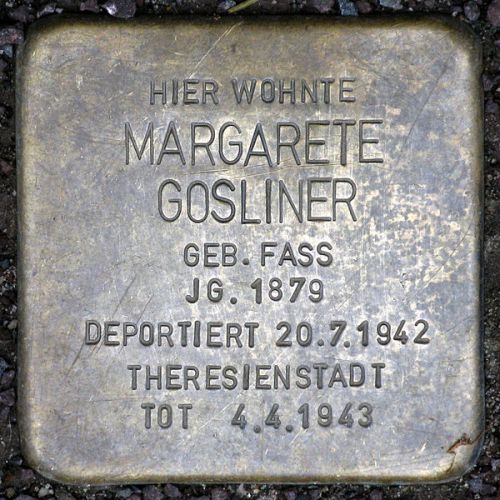 HIER WOHNTE
MARGARETE
GOSLINER
GEB. FASS
JG. 1879
DEPORTIERT 20.7.1942
THERESIENSTADT
TOT 4.4.1943